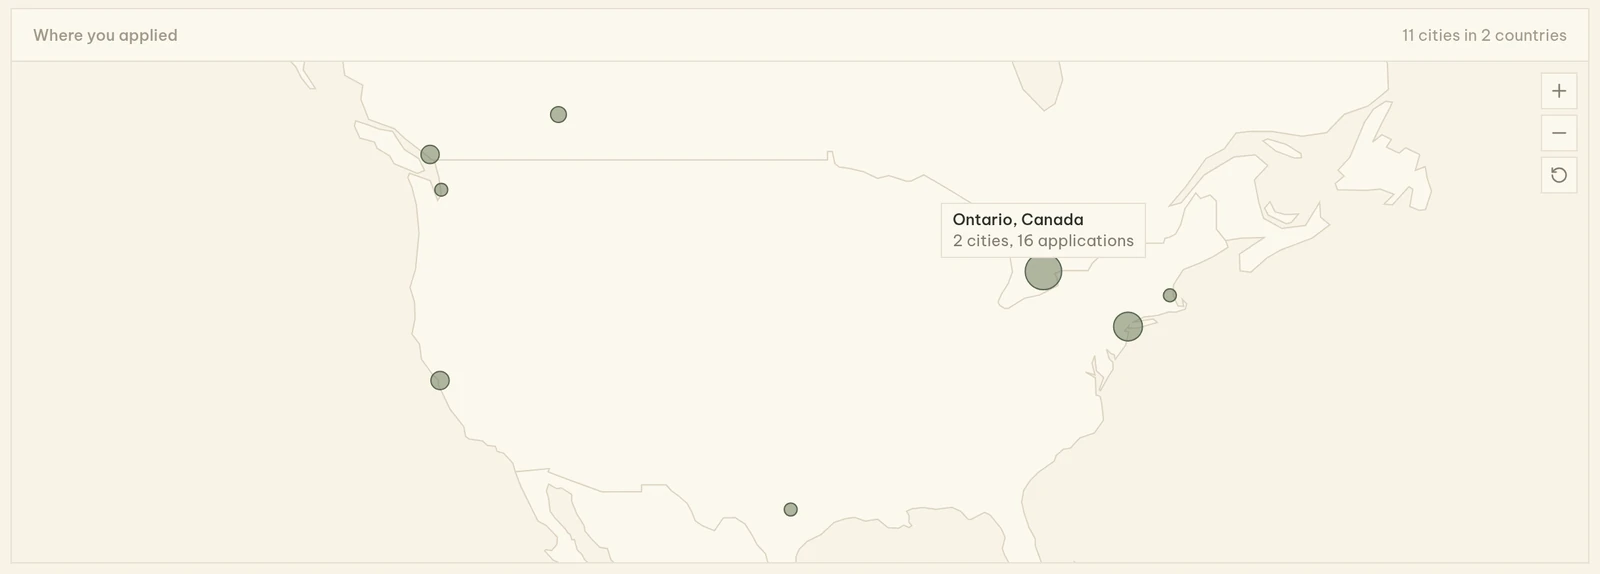 Where you applied
11 cities in 2 countries
Ontario, Canada
2 cities, 16 applications